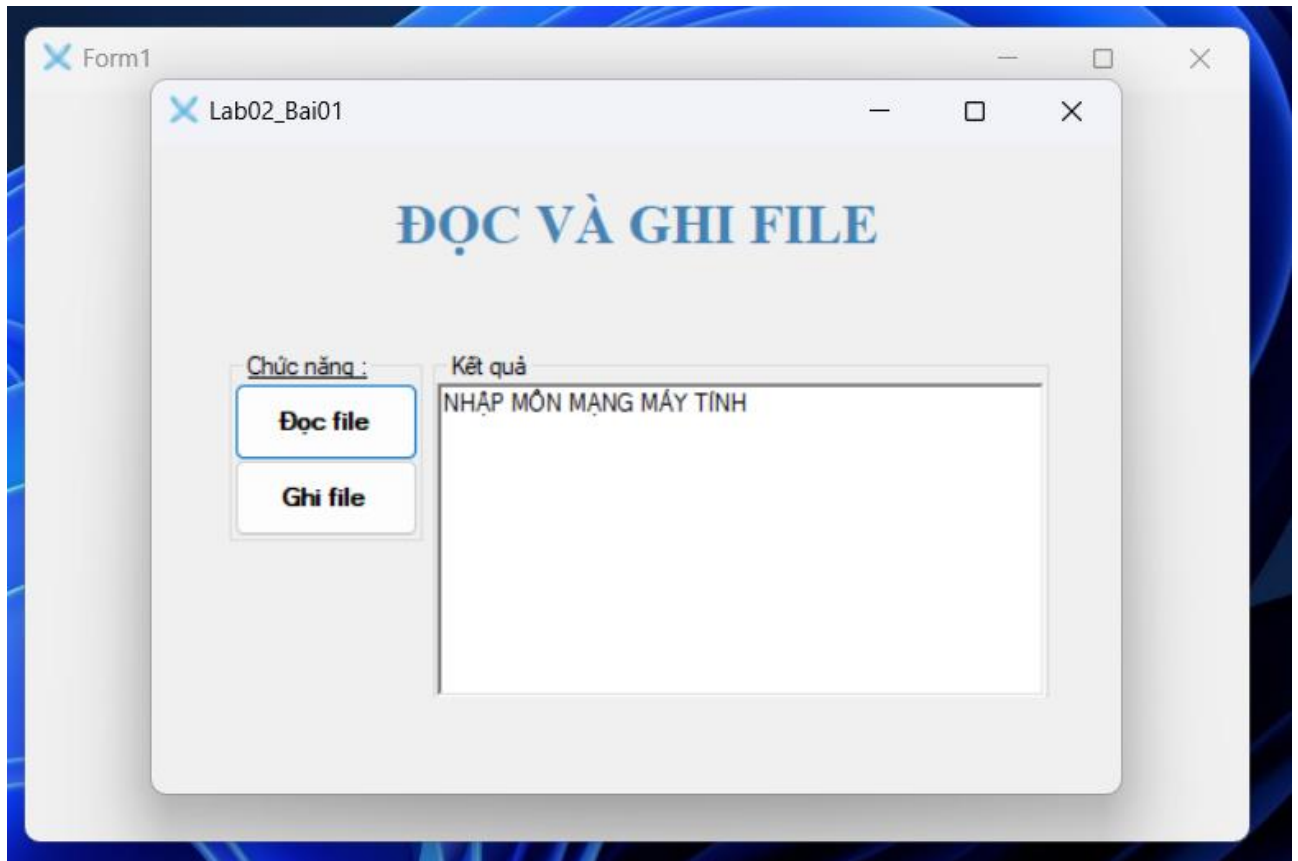 Form1
Lab02_Bai01
ĐỌC VÀ GHI FILE
Chức năng :
Kết quả
Đọc file
NHẬP MÔN MẠNG MÁY TÍNH
Ghi file